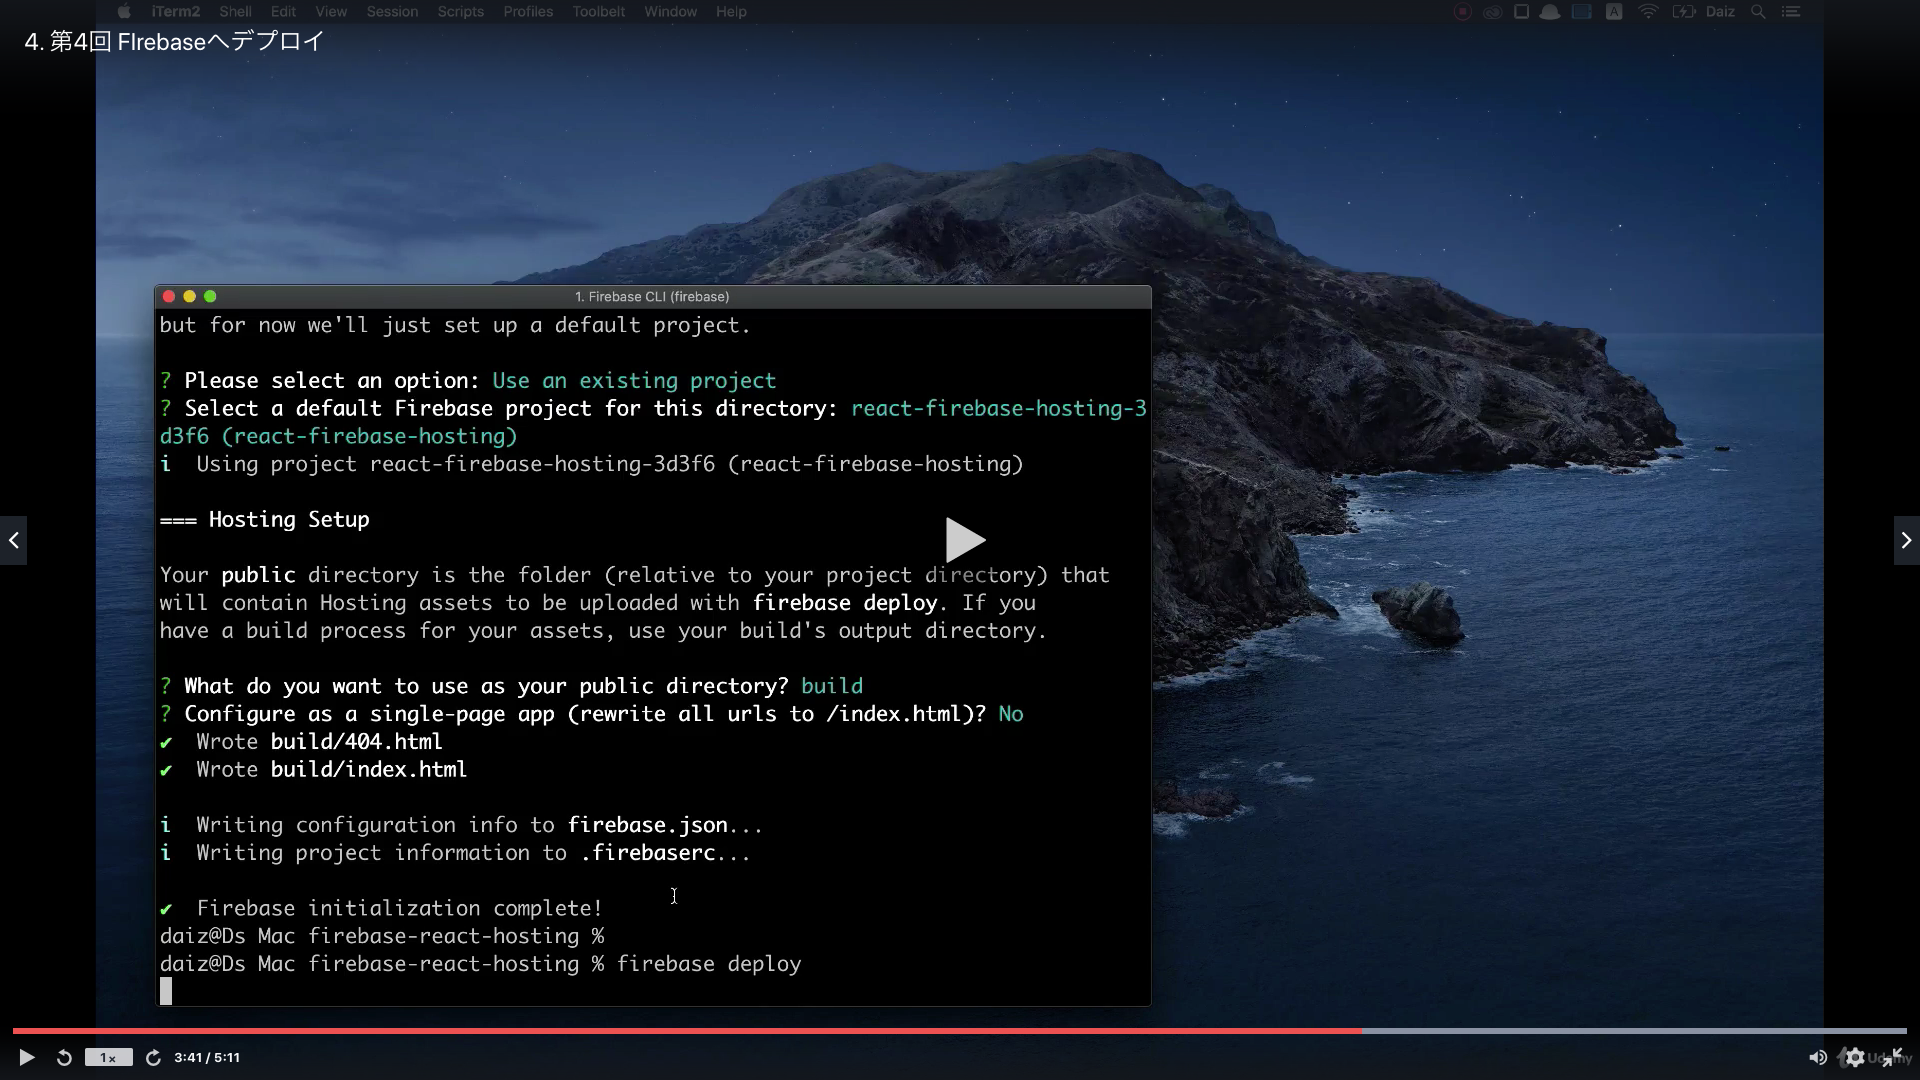 iTerm2 Shell Edit View Session Scripts Profiles Toolbelt Window Help
A Daiz
4. 第4回 FIrebaseへデプロイ
1. Firebase CLI (firebase)
but for now we'll just set up a default project.
? Please select an option: Use an existing project
? Select a default Firebase project for this directory: react-firebase-hosting-3
d3f6 (react-firebase-hosting)
i Using project react-firebase-hosting-3d3f6 (react-firebase-hosting)
=== Hosting Setup
Your public directory is the folder (relative to your project directory) that
will contain Hosting assets to be uploaded with firebase deploy. If you
have a build process for your assets, use your build's output directory.
? What do you want to use as your public directory? build
? Configure as a single-page app (rewrite all urls to /index.html)? No
✔ Wrote build/404.html
✔ Wrote build/index.html
i Writing configuration info to firebase.json...
i Writing project information to .firebaserc...
✔ Firebase initialization complete!
daiz@Ds Mac firebase-react-hosting %
daiz@Ds Mac firebase-react-hosting % firebase deploy
1x 3:41 / 5:11
Udemy